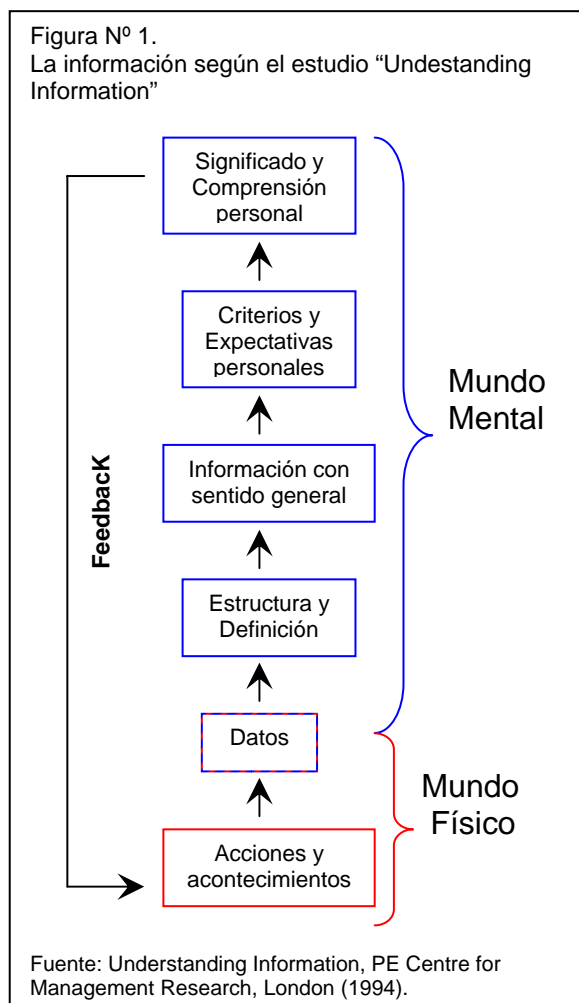 Figura Nº 1.
La información según el estudio “Undestanding
Information”
Significado y
Comprensión
personal
Criterios y
Expectativas
personales
Mundo
Mental
Información con
sentido general
FeedbacK
Estructura y
Definición
Datos
Mundo
Físico
Acciones y
acontecimientos
Fuente: Understanding Information, PE Centre for
Management Research, London (1994).